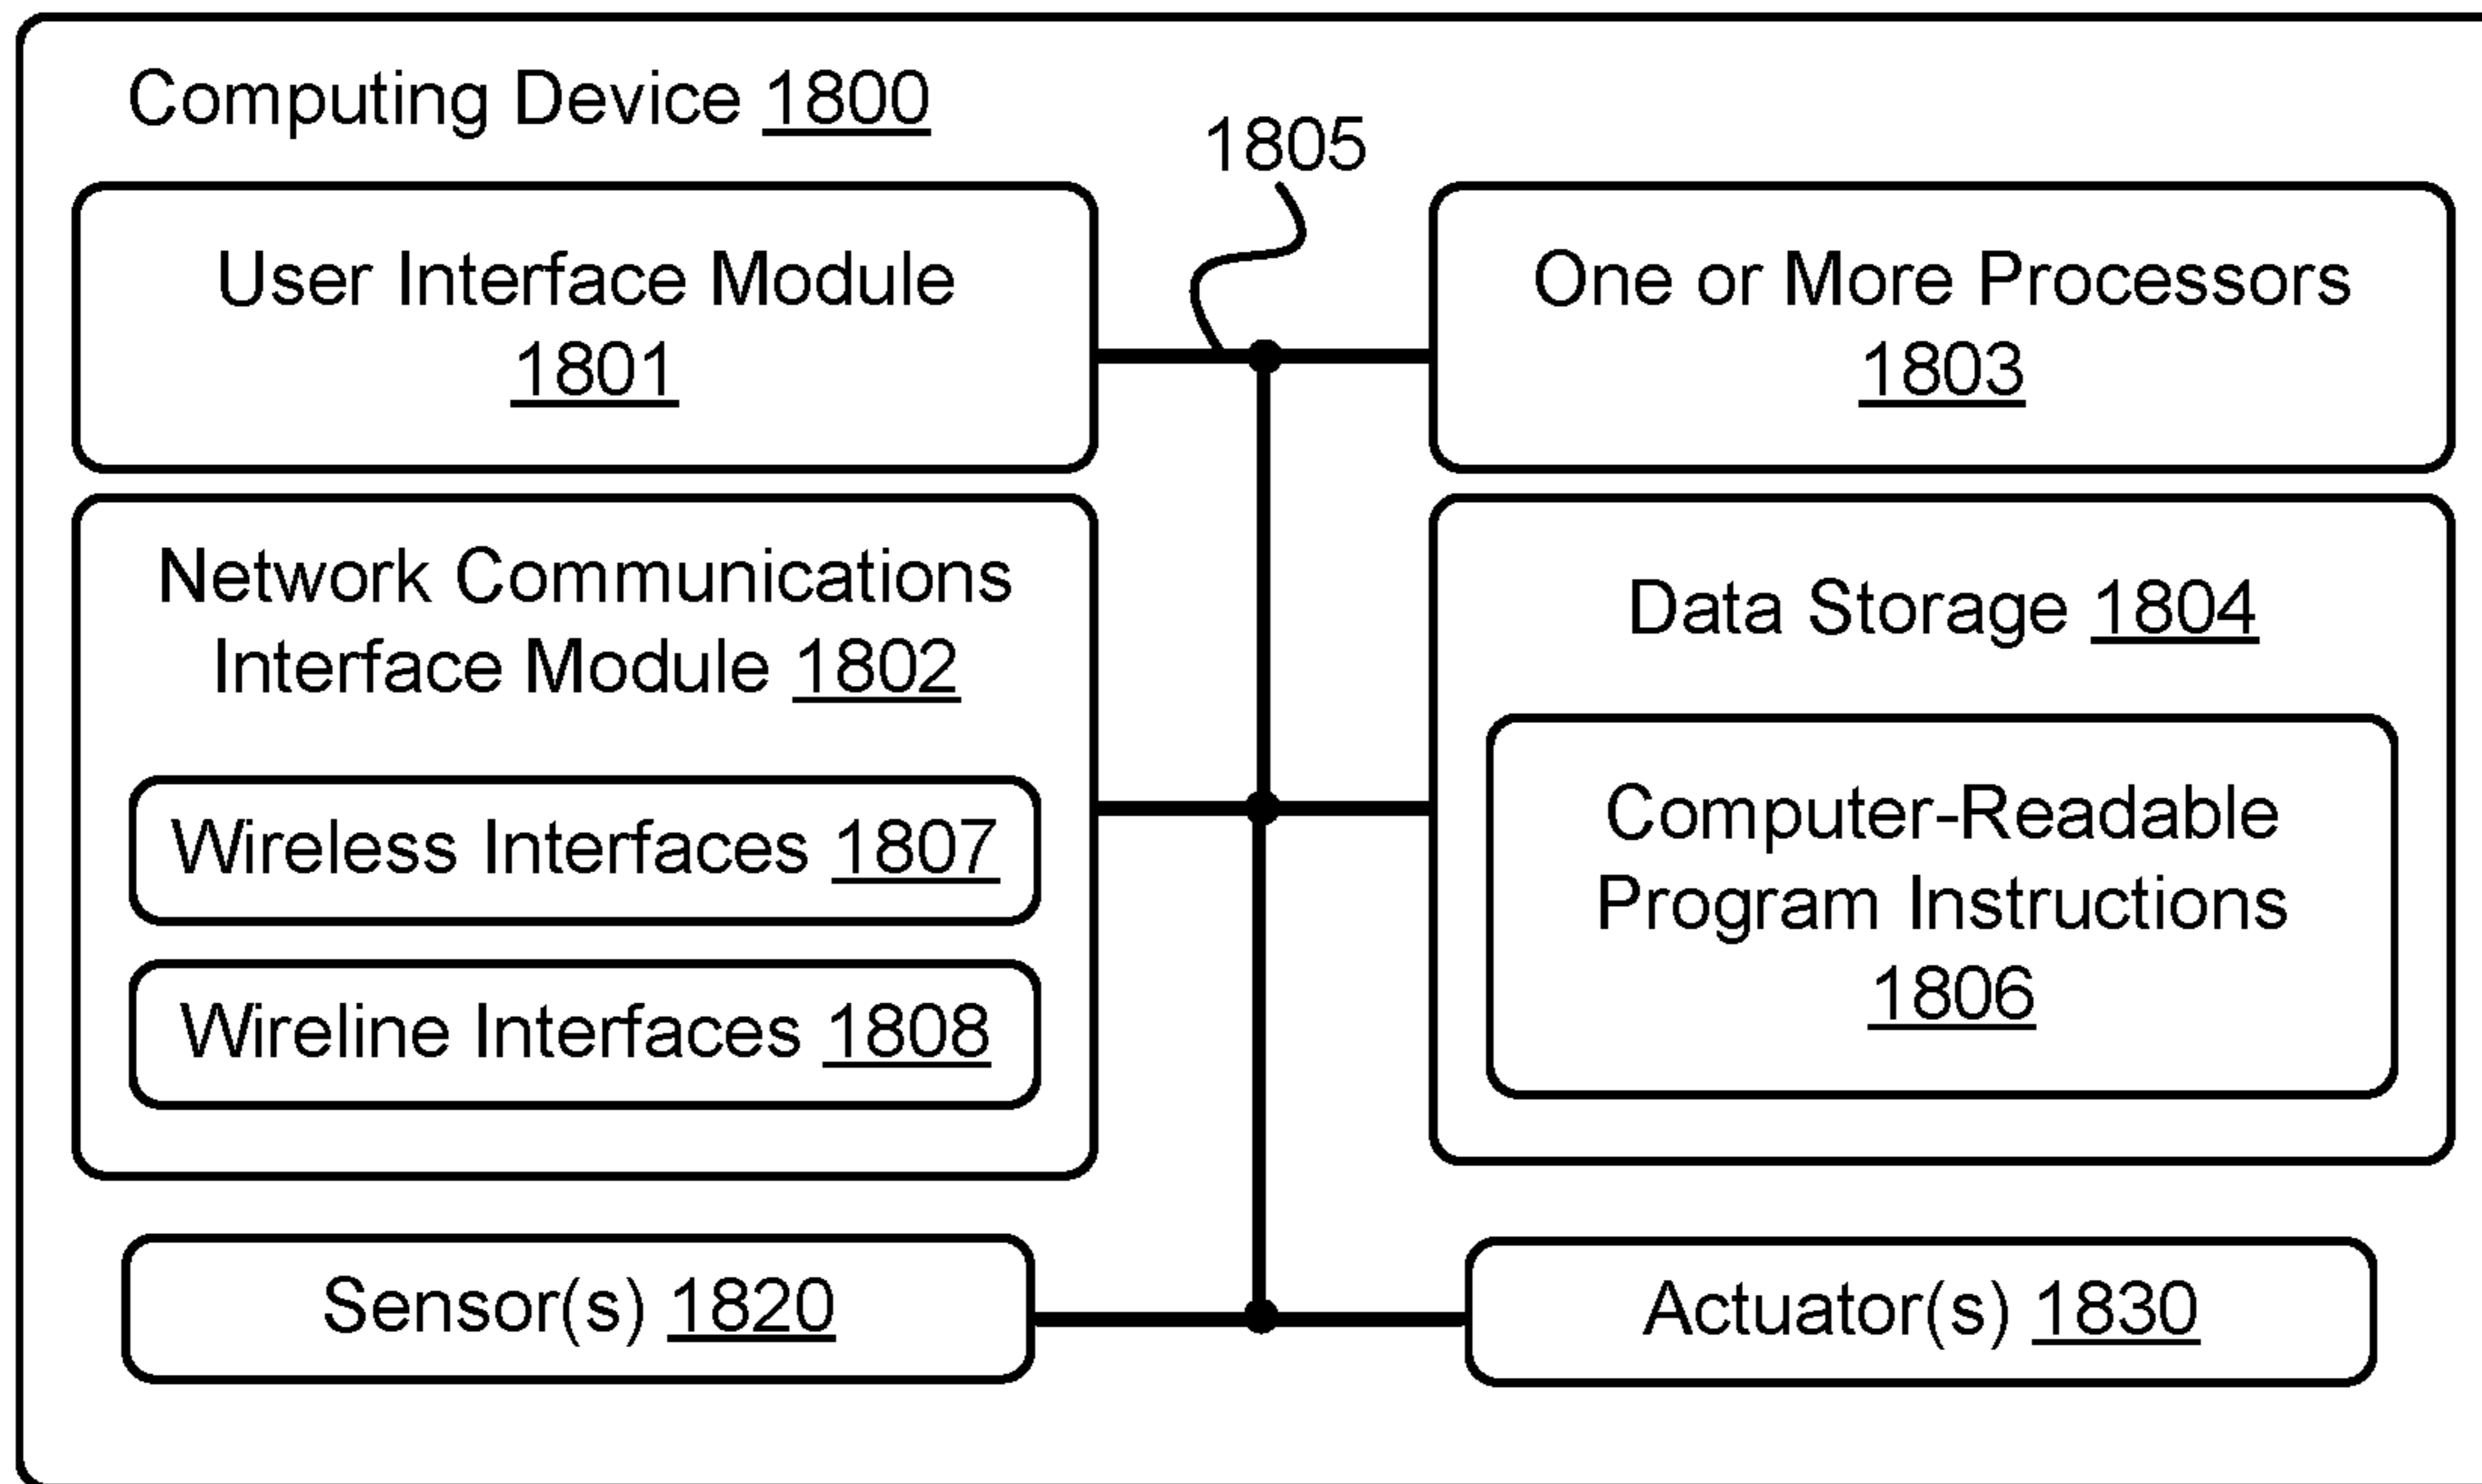 Computing Device 1800
1805
User Interface Module
1801
One or More Processors
1803
Network Communications
Interface Module 1802
Wireless Interfaces 1807
Wireline Interfaces 1808
Data Storage 1804
Computer-Readable
Program Instructions
1806
Sensor(s) 1820
Actuator(s) 1830